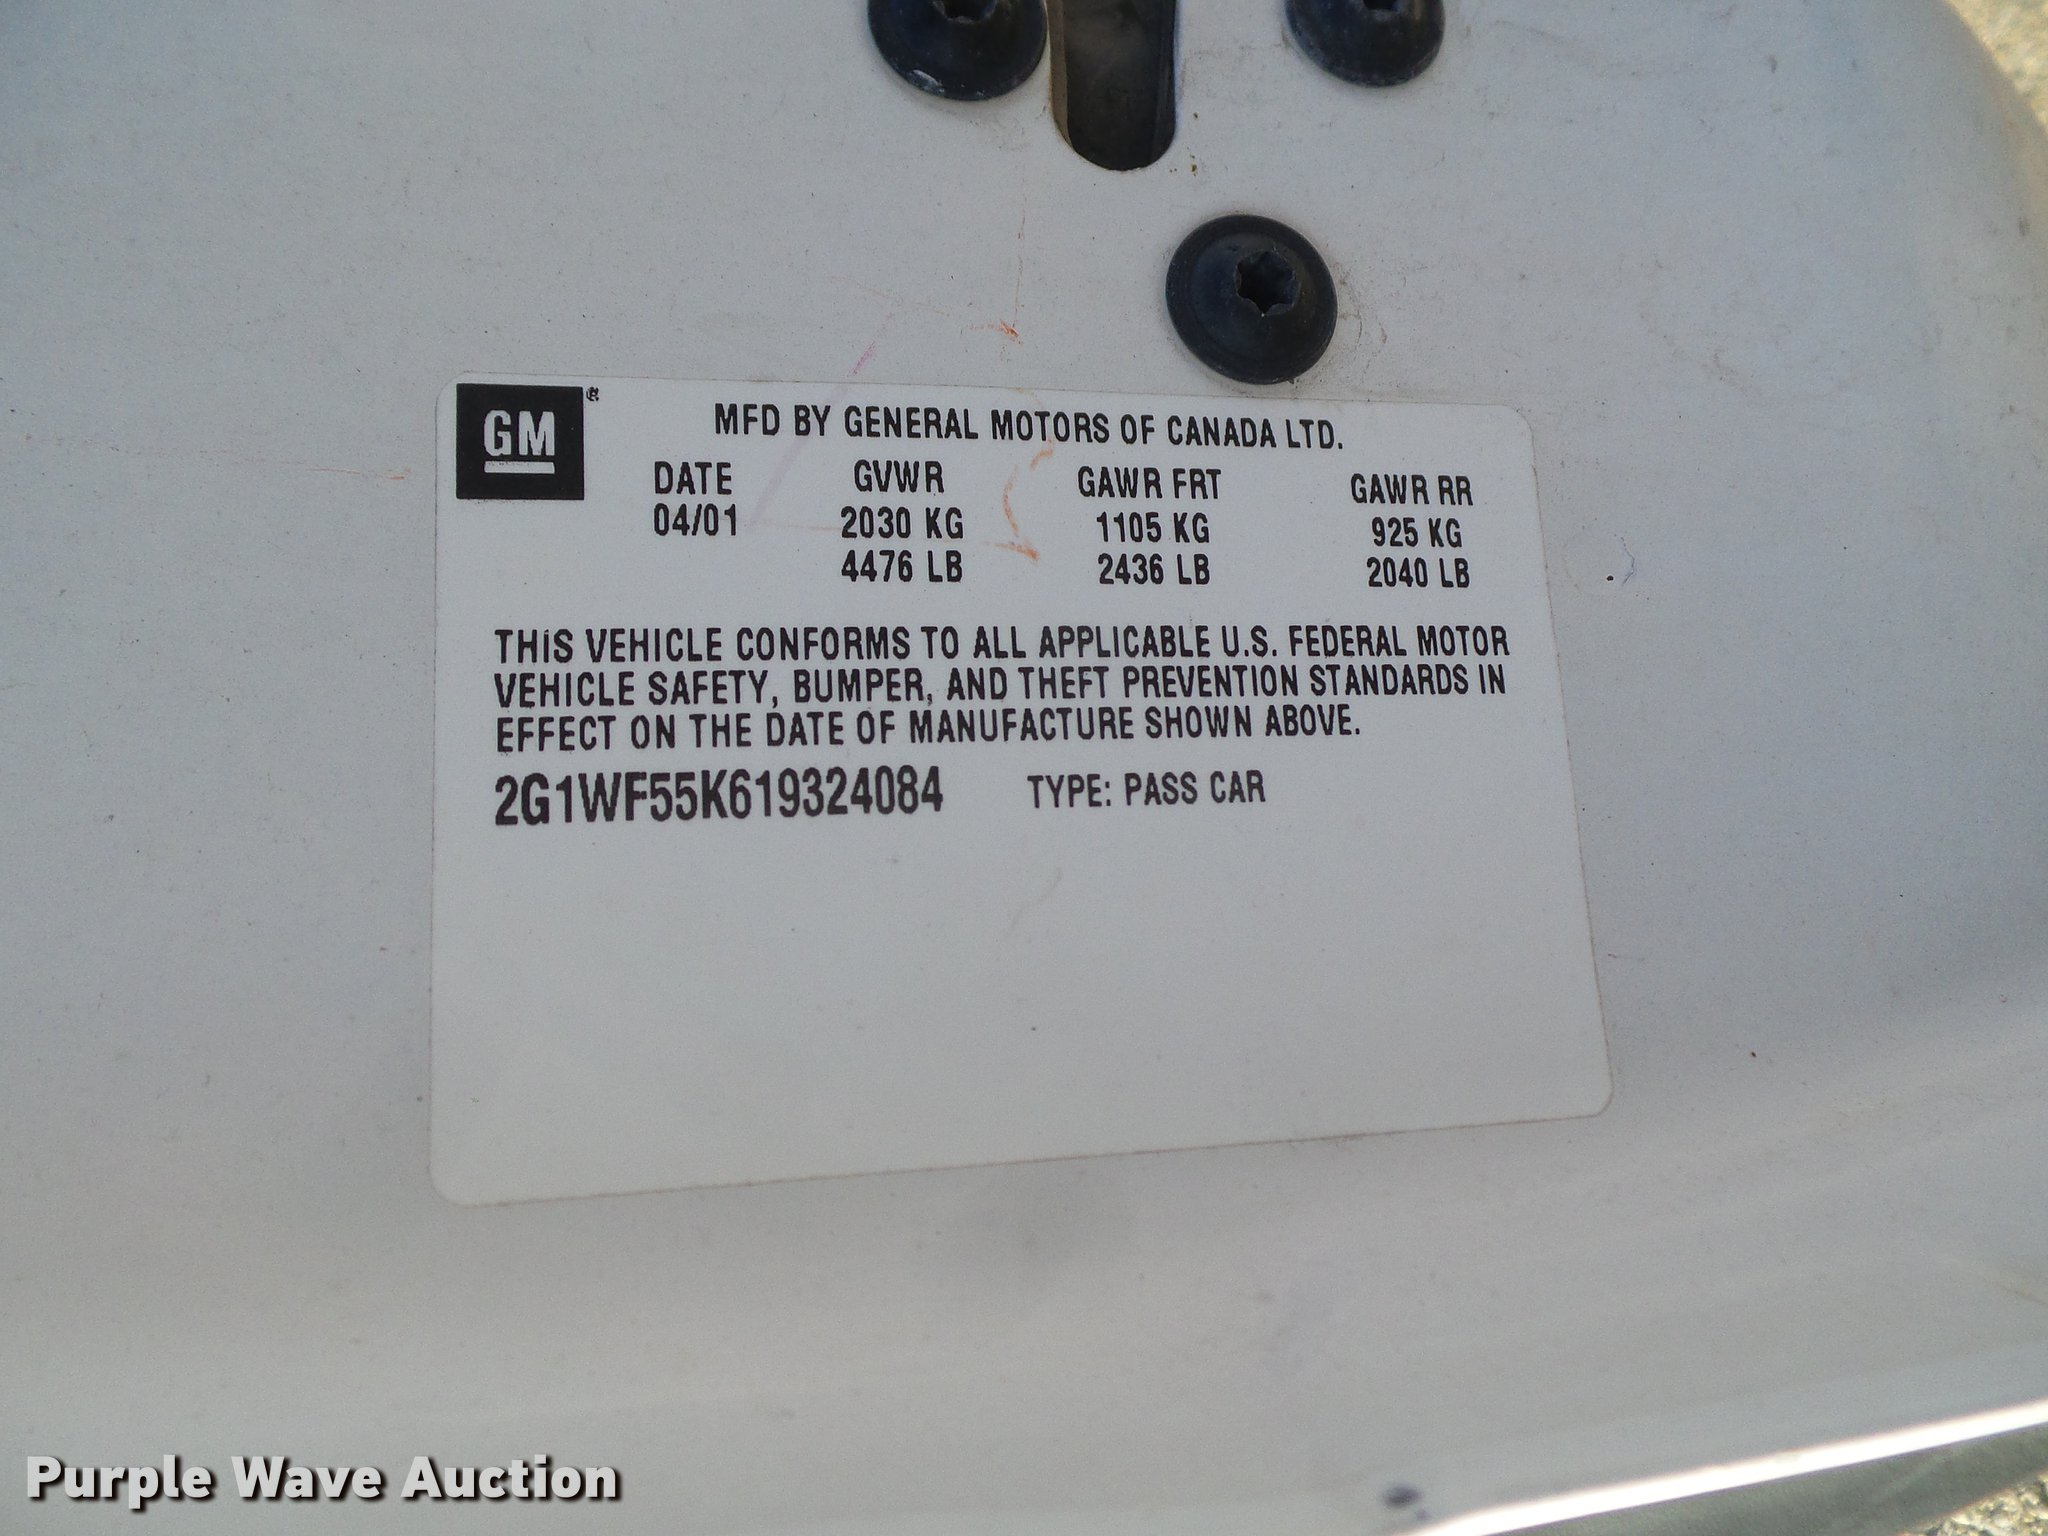 GM
MFD BY GENERAL MOTORS OF CANADA LTD.
DATE GVWR GAWR FRT GAWR RR
04/01 2030 KG 1105 KG 925 KG
4476 LB 2436 LB 2040 LB
THIS VEHICLE CONFORMS TO ALL APPLICABLE U.S. FEDERAL MOTOR
VEHICLE SAFETY, BUMPER, AND THEFT PREVENTION STANDARDS IN
EFFECT ON THE DATE OF MANUFACTURE SHOWN ABOVE.
2G1WF55K619324084 TYPE: PASS CAR
Purple Wave Auction